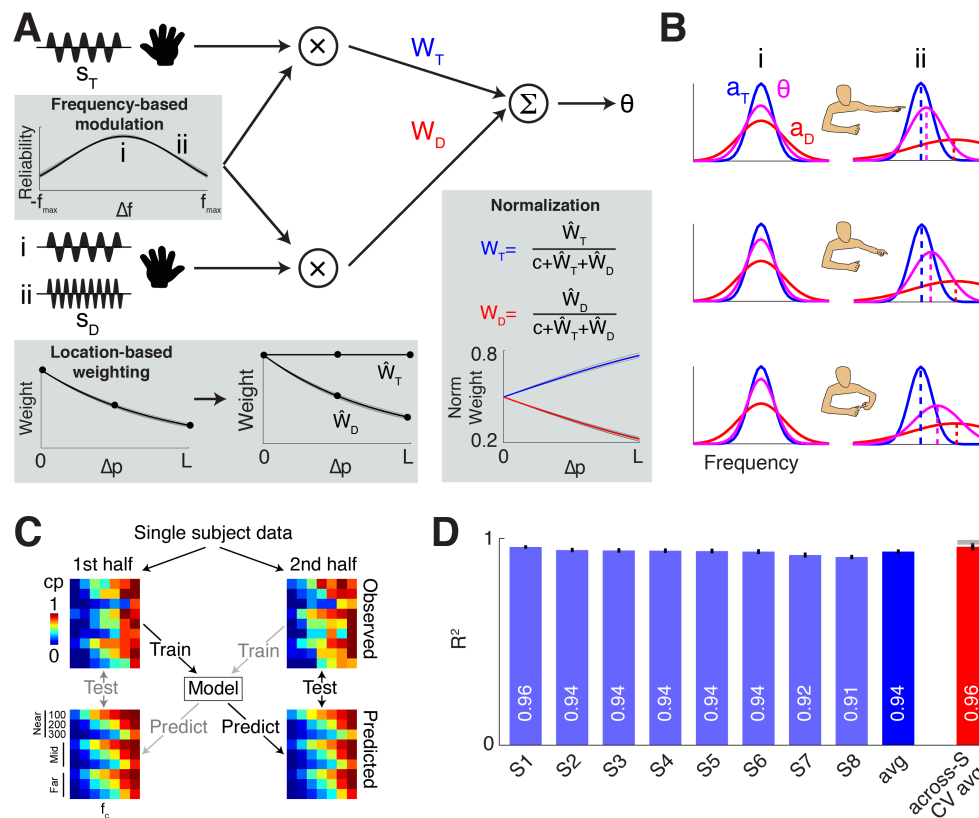 A
S_T
×
W_T
Frequency-based
modulation
Reliability
i
ii
-f_max
Δf
f_max
Σ
θ
W_D
i
ii
S_D
×
Location-based
weighting
Weight
0
Δp
L
Weight
Ŵ_T
Ŵ_D
0
Δp
L
Normalization
W_T= Ŵ_T
c+Ŵ_T+Ŵ_D
W_D= Ŵ_D
c+Ŵ_T+Ŵ_D
0.8
Norm
Weight
0.2
0
Δp
L
B
i
ii
a_T
θ
a_D
Frequency
C
Single subject data
1st half
2nd half
cp
1
0
Observed
Train
Train
Test
Model
Test
Predict
Predict
Near
100
200
300
Mid
Far
Predicted
f_c
D
1
R²
0
0.96
0.94
0.94
0.94
0.94
0.94
0.92
0.91
0.94
0.96
S1
S2
S3
S4
S5
S6
S7
S8
avg
across-S
CV avg